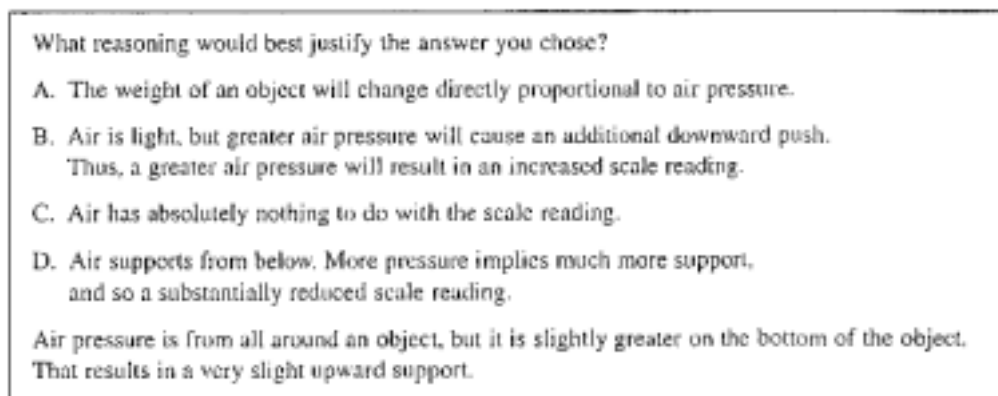 What reasoning would best justify the answer you chose?
A. The weight of an object will change directly proportional to air pressure.
B. Air is light, but greater air pressure will cause an additional downward push.
Thus, a greater air pressure will result in an increased scale reading.
C. Air has absolutely nothing to do with the scale reading.
D. Air supports from below. More pressure implies much more support,
and so a substantially reduced scale reading.
Air pressure is from all around an object, but it is slightly greater on the bottom of the object.
That results in a very slight upward support.